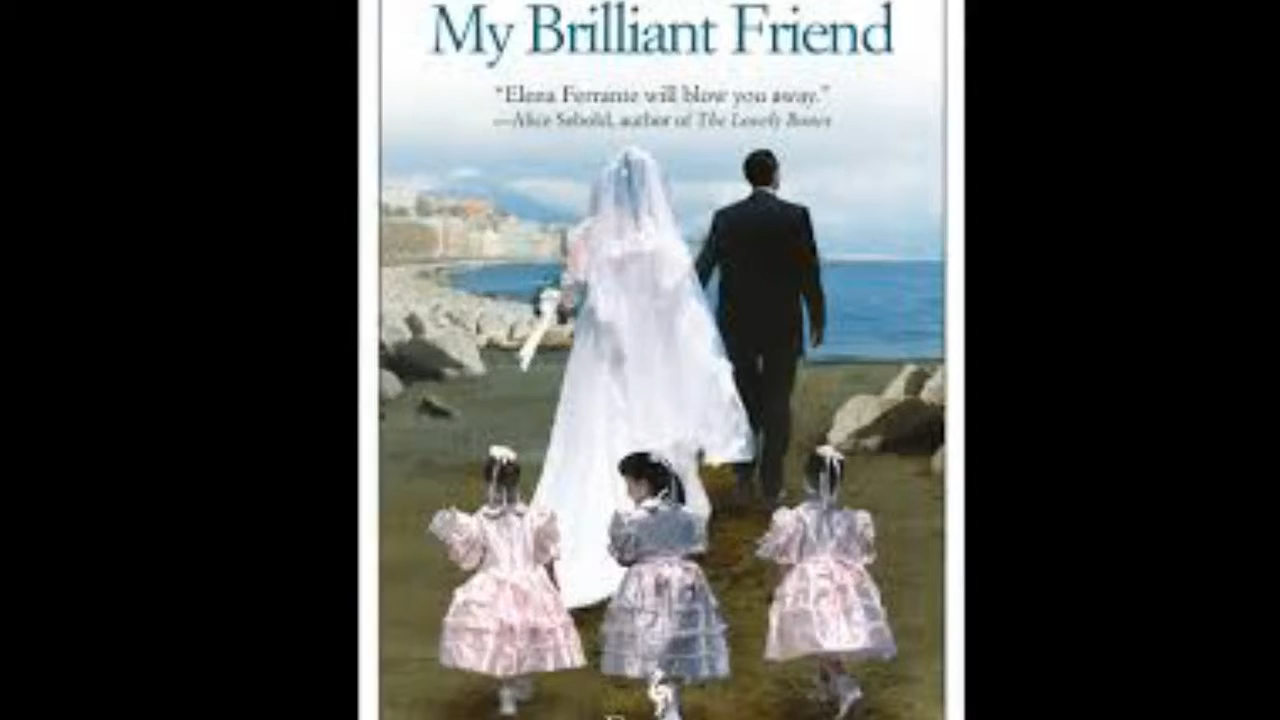 My Brilliant Friend
"Elena Ferrante will blow you away."
—Alice Sebold, author of The Lovely Bones